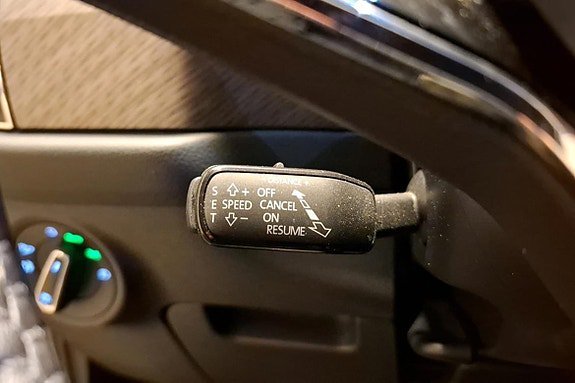 S + OFF
E SPEED CANCEL
T − ON
RESUME